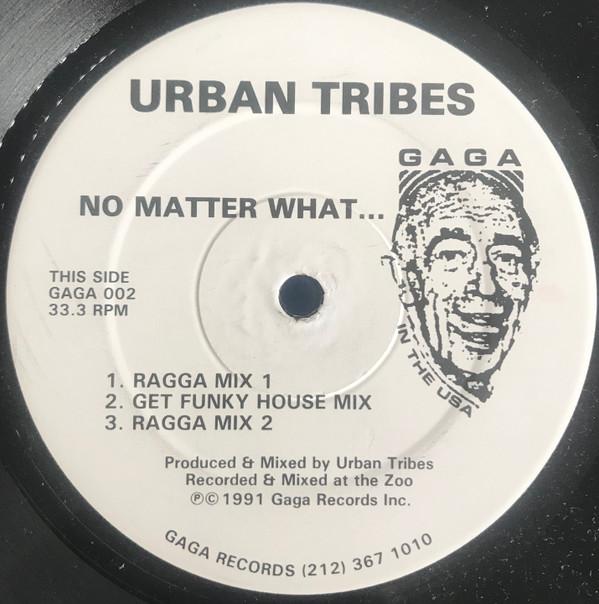 URBAN TRIBES
GAGA
NO MATTER WHAT...
THIS SIDE
GAGA 002
33.3 RPM
IN THE USA
1. RAGGA MIX 1
2. GET FUNKY HOUSE MIX
3. RAGGA MIX 2
Produced & Mixed by Urban Tribes
Recorded & Mixed at the Zoo
℗©1991 Gaga Records Inc.
GAGA RECORDS (212) 367 1010